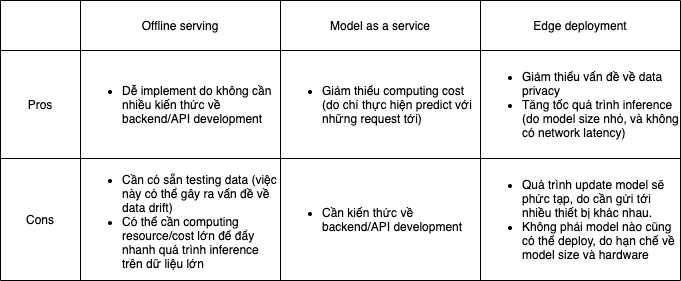 Offline serving
Model as a service
Edge deployment
Pros
• Dễ implement do không cần
nhiều kiến thức về
backend/API development
• Giảm thiểu computing cost
(do chỉ thực hiện predict với
những request tới)
• Giảm thiểu vấn đề về data
privacy
• Tăng tốc quá trình inference
(do model size nhỏ, và không
có network latency)
Cons
• Cần có sẵn testing data (việc
này có thể gây ra vấn đề về
data drift)
• Có thể cần computing
resource/cost lớn để đẩy
nhanh quá trình inference
trên dữ liệu lớn
• Cần kiến thức về
backend/API development
• Quá trình update model sẽ
phức tạp, do cần gửi tới
nhiều thiết bị khác nhau.
• Không phải model nào cũng
có thể deploy, do hạn chế về
model size và hardware